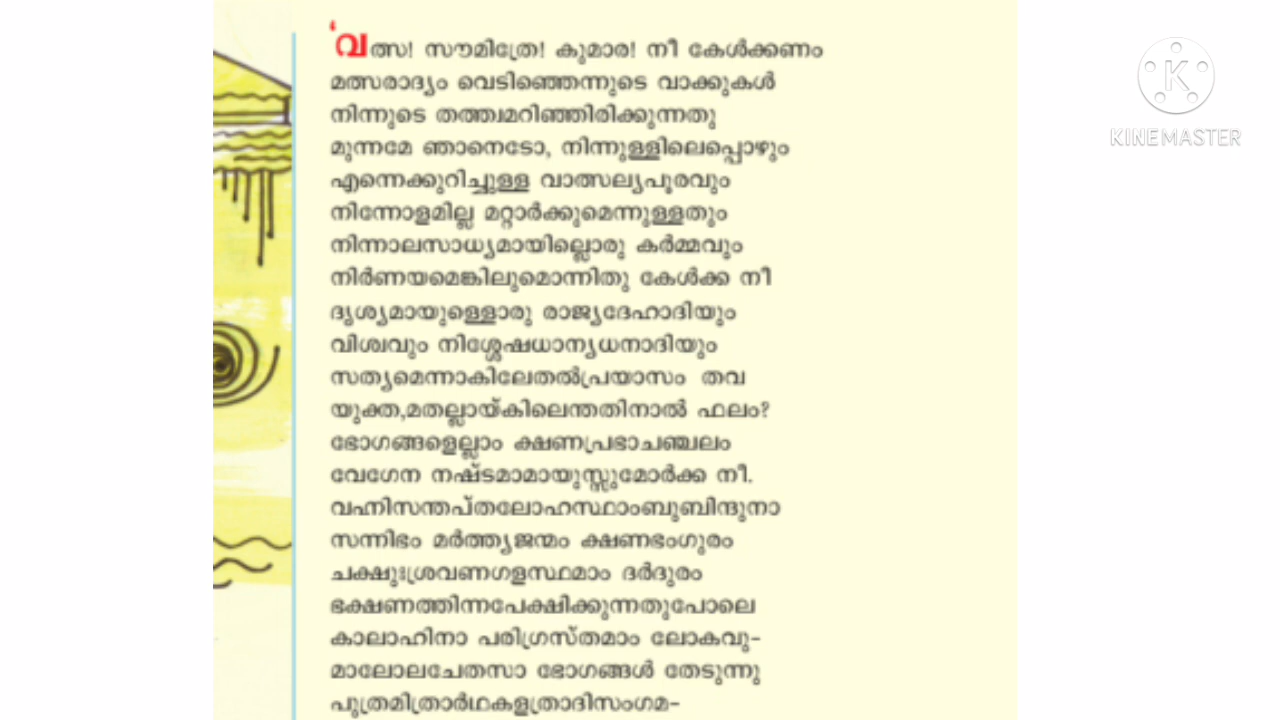 'വത്സ! സൗമിത്രേ! കുമാര! നീ കേൾക്കണം
മത്സരാദ്യം വെടിഞ്ഞെന്നുടെ വാക്കുകൾ
നിന്നുടെ തത്ത്വമറിഞ്ഞിരിക്കുന്നതു
മുന്നമേ ഞാനെടോ, നിന്നുള്ളിലെപ്പൊഴും
എന്നെക്കുറിച്ചുള്ള വാത്സല്യപൂരവും
നിന്നോളമില്ല മറ്റാർക്കുമെന്നുള്ളതും
നിന്നാലസാധ്യമായില്ലൊരു കർമ്മവും
നിർണയമെങ്കിലുമൊന്നിതു കേൾക്ക നീ
ദൃശ്യമായുള്ളൊരു രാജ്യദേഹാദിയും
വിശ്വവും നിശ്ശേഷധാന്യധനാദിയും
സത്യമെന്നാകിലേതൽപ്രയാസം തവ
യുക്ത,മതല്ലായ്കിലെന്തതിനാൽ ഫലം?
ഭോഗങ്ങളെല്ലാം ക്ഷണപ്രഭാചഞ്ചലം
വേഗേന നഷ്ടമാമായുസ്സുമോർക്ക നീ.
വഹ്നിസന്തപ്തലോഹസ്ഥാംബുബിന്ദുനാ
സന്നിഭം മർത്ത്യജന്മം ക്ഷണഭംഗുരം
ചക്ഷുഃശ്രവണഗളസ്ഥമാം ദർദുരം
ഭക്ഷണത്തിന്നപേക്ഷിക്കുന്നതുപോലെ
കാലാഹിനാ പരിഗ്രസ്തമാം ലോകവു-
മാലോലചേതസാ ഭോഗങ്ങൾ തേടുന്നു
പുത്രമിത്രാർഥകളത്രാദിസംഗമ-
KINEMASTER